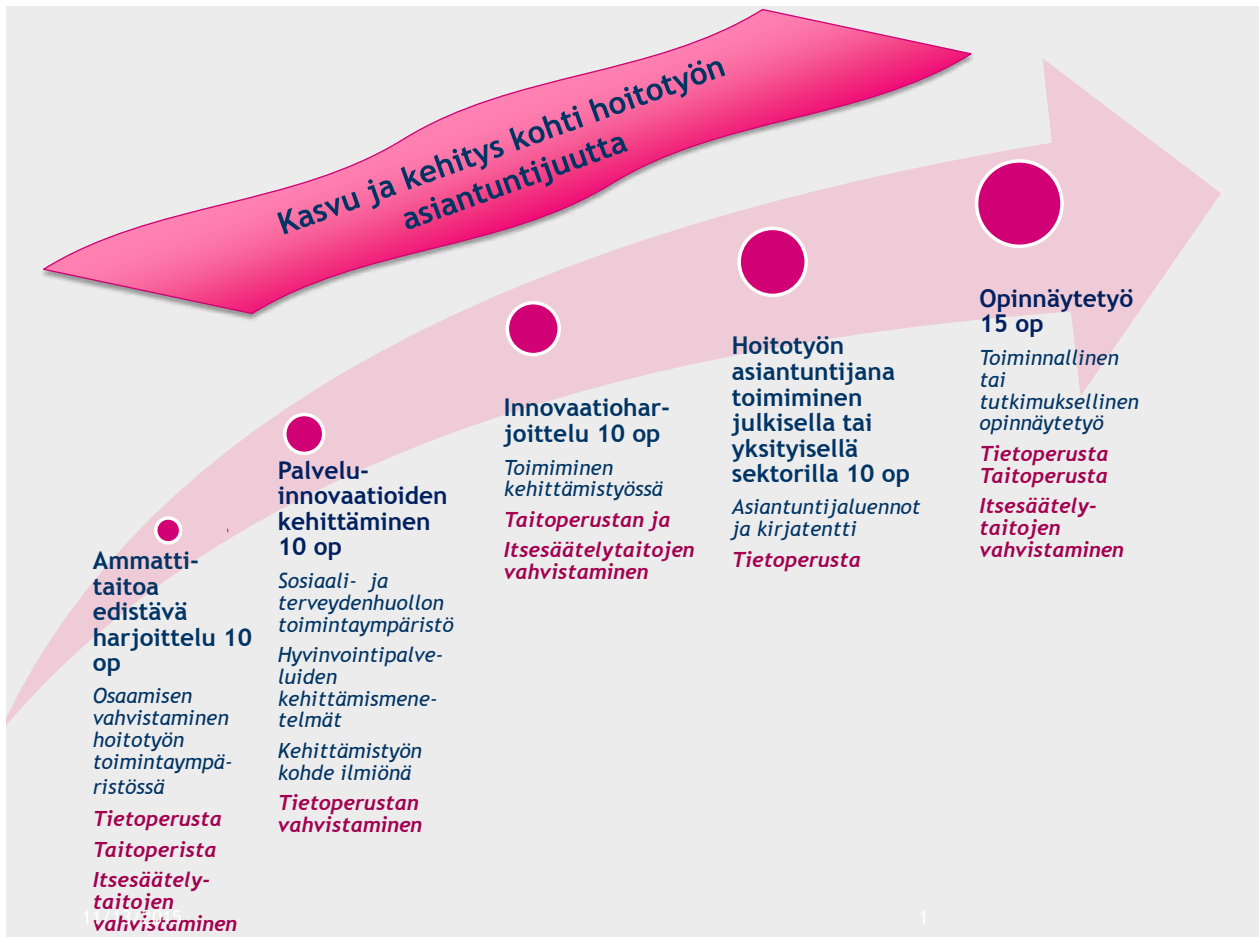 Kasvu ja kehitys kohti hoitotyön
asiantuntijuutta
Ammatti-
taitoa
edistävä
harjoittelu 10
op
Osaamisen
vahvistaminen
hoitotyön
toimintaympä-
ristössä
Tietoperusta
Taitoperista
Itsesäätely-
taitojen
vahvistaminen
Palvelu-
innovaatioiden
kehittäminen
10 op
Sosiaali- ja
terveydenhuollon
toimintaympäristö
Hyvinvointipalve-
luiden
kehittämismene-
telmät
Kehittämistyön
kohde ilmiönä
Tietoperustan
vahvistaminen
Innovaatiohar-
joittelu 10 op
Toimiminen
kehittämistyössä
Taitoperustan ja
Itsesäätelytaitojen
vahvistaminen
Hoitotyön
asiantuntijana
toimiminen
julkisella tai
yksityisellä
sektorilla 10 op
Asiantuntijaluennot
ja kirjatentti
Tietoperusta
Opinnäytetyö
15 op
Toiminnallinen
tai
tutkimuksellinen
opinnäytetyö
Tietoperusta
Taitoperusta
Itsesäätely-
taitojen
vahvistaminen
1